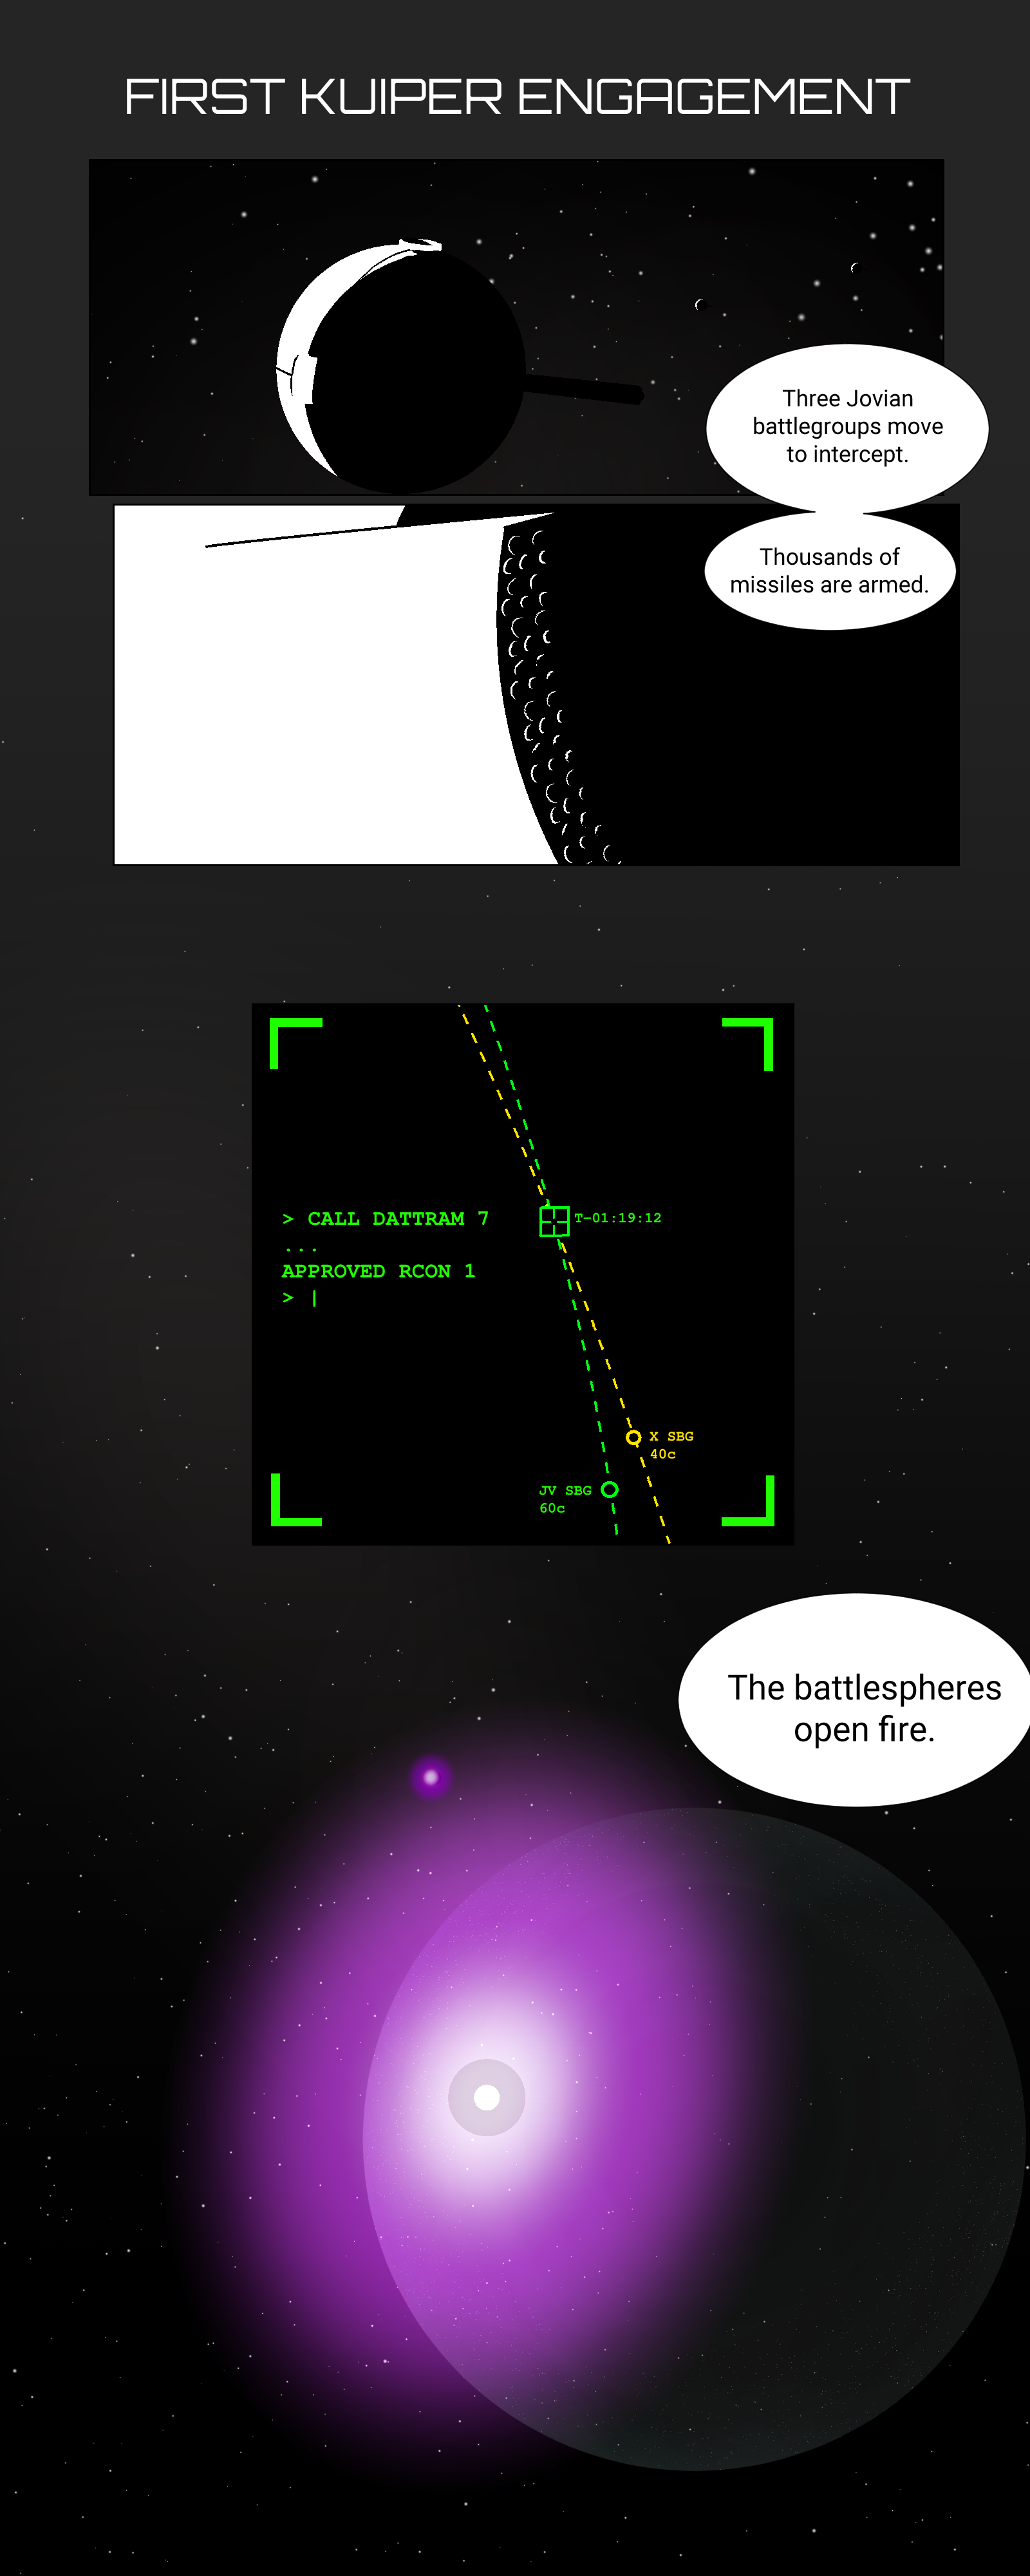 FIRST KUIPER ENGAGEMENT
Three Jovian
battlegroups move
to intercept.
Thousands of
missiles are armed.
> CALL DATTRAM 7
...
APPROVED RCON 1
> |
T-01:19:12
X SBG
40c
JV SBG
60c
The battlespheres
open fire.